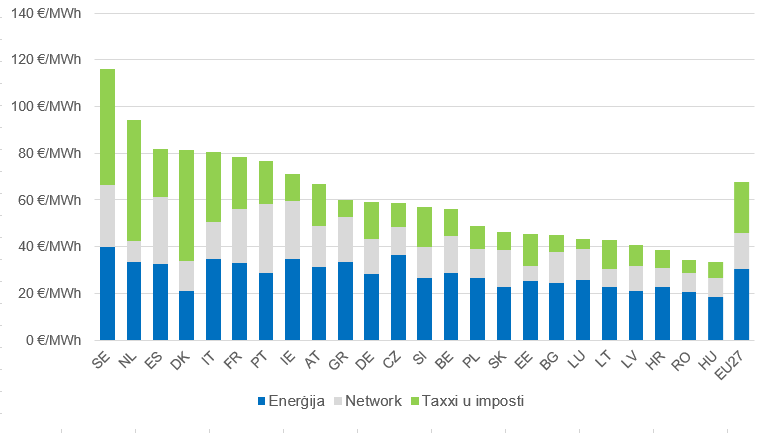 140 €/MWh
120 €/MWh
100 €/MWh
80 €/MWh
60 €/MWh
40 €/MWh
20 €/MWh
0 €/MWh
SE NL ES DK IT FR PT IE AT GR DE CZ SI BE PL SK EE BG LU LT LV HR RO HU EU27
Enerġija Network Taxxi u imposti